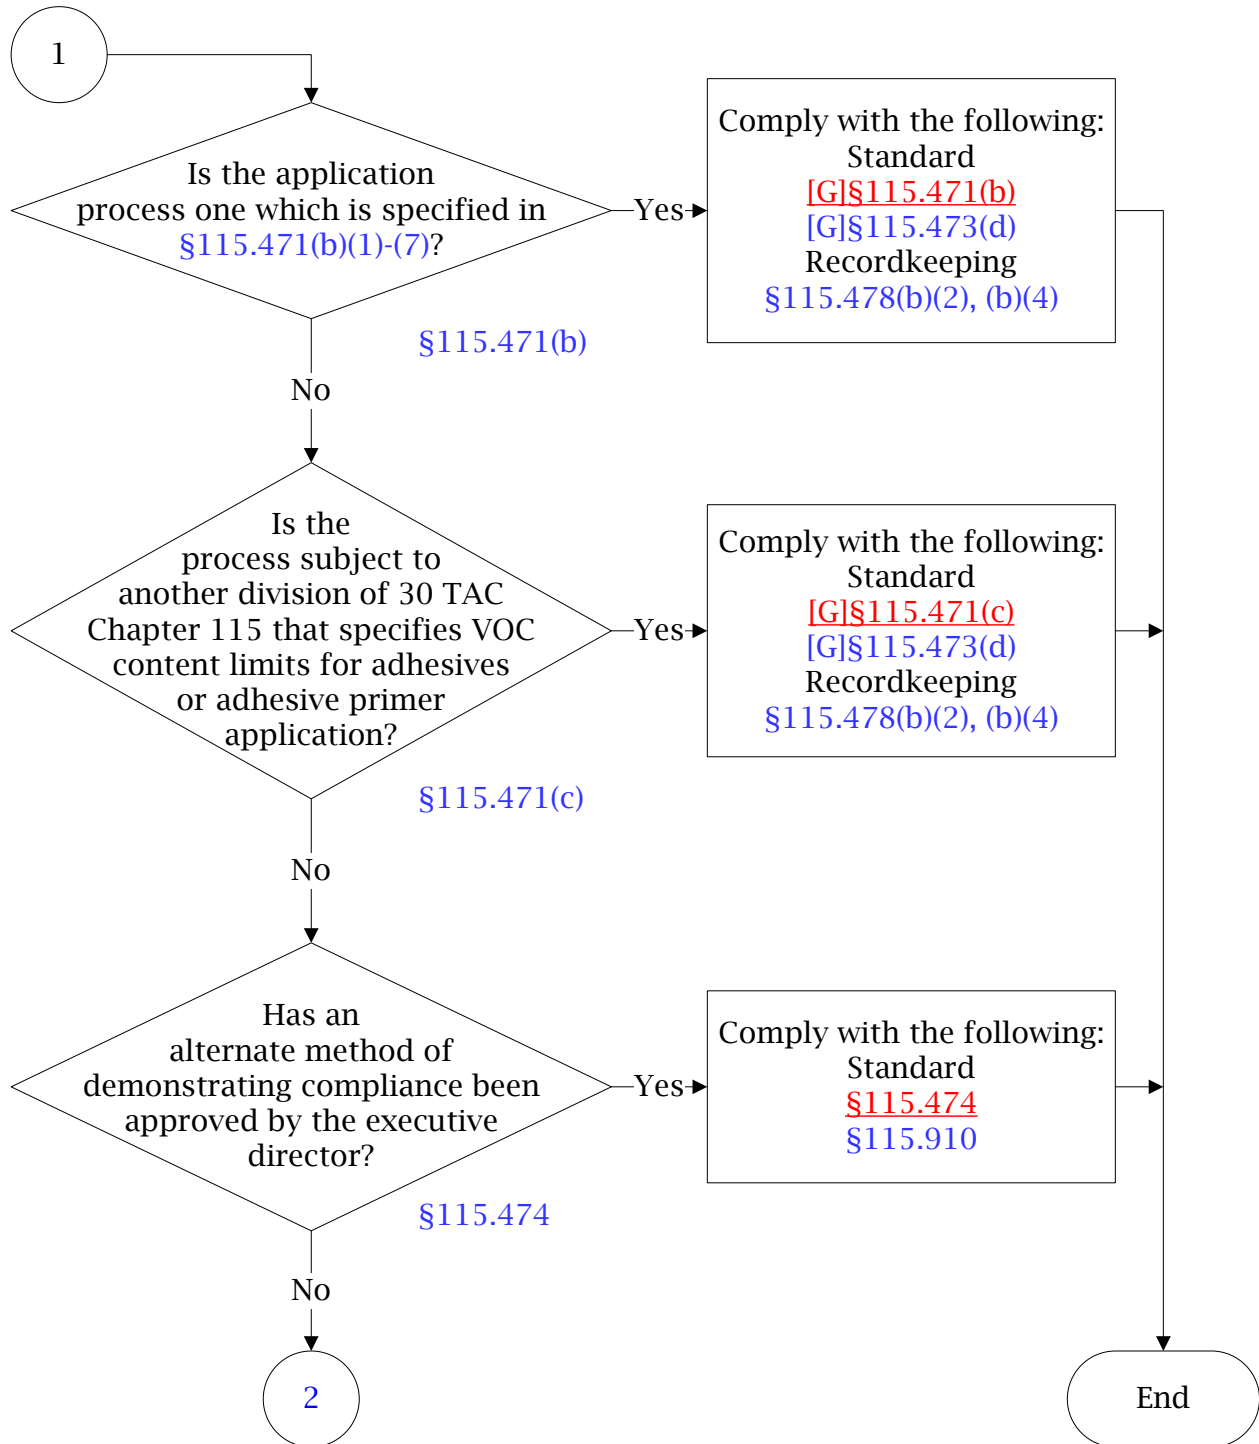 1
Is the application
process one which is specified in
§115.471(b)(1)-(7)?
Yes
Comply with the following:
Standard
[G]§115.471(b)
[G]§115.473(d)
Recordkeeping
§115.478(b)(2), (b)(4)
§115.471(b)
No
Is the
process subject to
another division of 30 TAC
Chapter 115 that specifies VOC
content limits for adhesives
or adhesive primer
application?
Yes
Comply with the following:
Standard
[G]§115.471(c)
[G]§115.473(d)
Recordkeeping
§115.478(b)(2), (b)(4)
§115.471(c)
No
Has an
alternate method of
demonstrating compliance been
approved by the executive
director?
Yes
Comply with the following:
Standard
§115.474
§115.910
§115.474
No
2
End